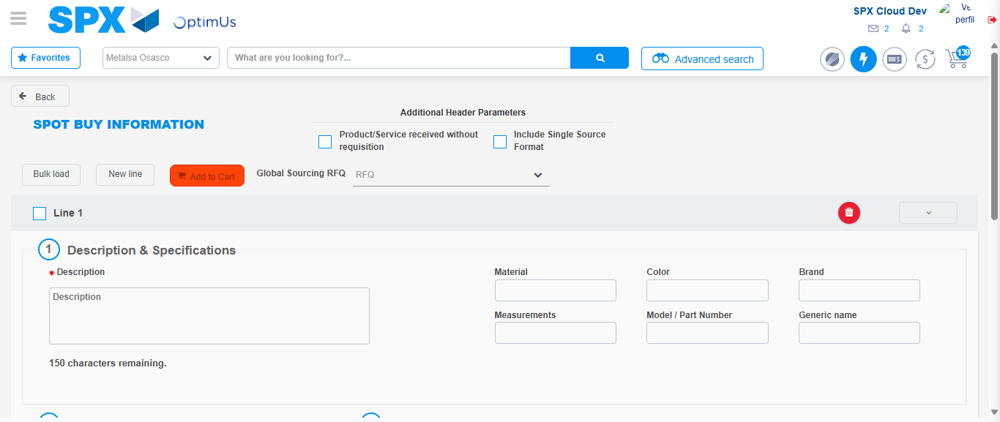 SPX OptimUs
SPX Cloud Dev
Ve
perfil
2 2
Favorites
Metalsa Osasco
What are you looking for?...
Advanced search
139
Back
SPOT BUY INFORMATION
Additional Header Parameters
Product/Service received without
requisition
Include Single Source
Format
Bulk load
New line
Add to Cart
Global Sourcing RFQ
RFQ
Line 1
1 Description & Specifications
* Description
Description
150 characters remaining.
Material
Color
Brand
Measurements
Model / Part Number
Generic name